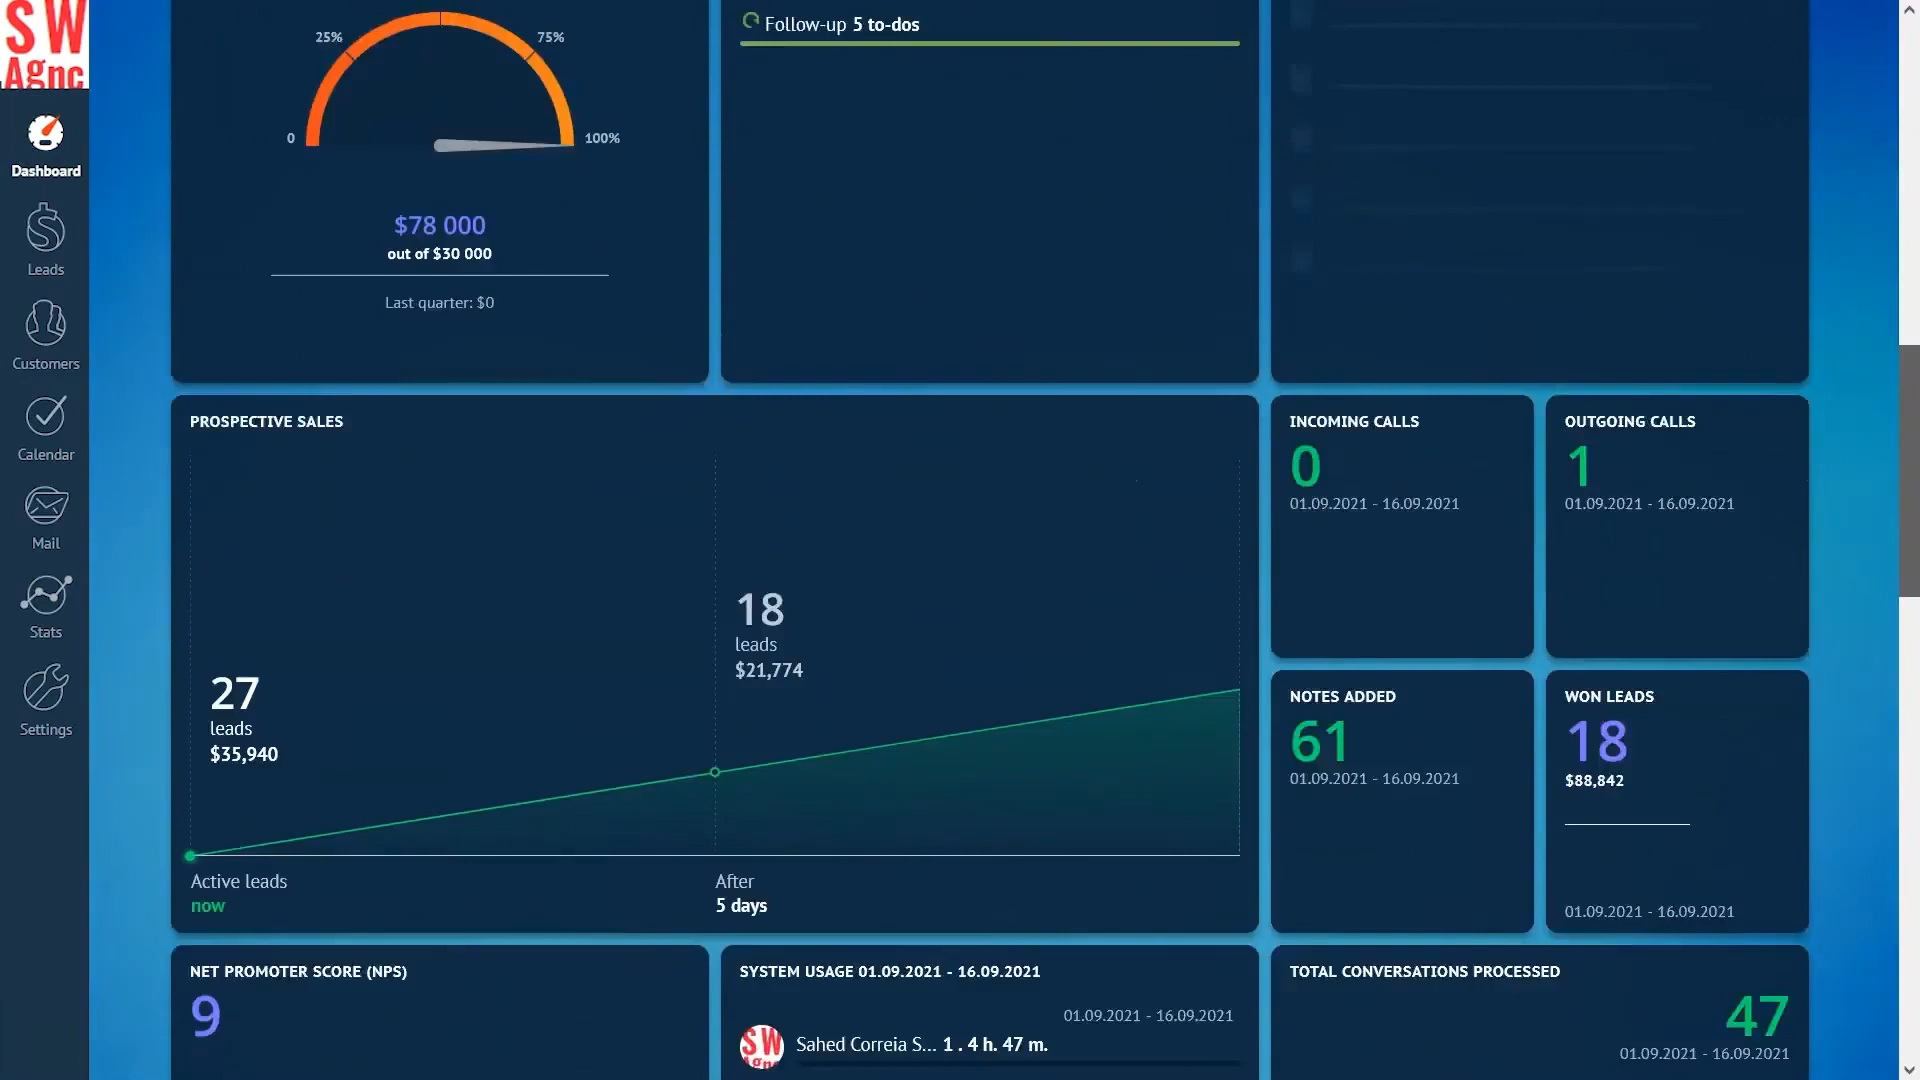 SW
Agnc
Dashboard
Leads
Customers
Calendar
Mail
Stats
Settings
25%
75%
0
100%
$78 000
out of $30 000
Last quarter: $0
Follow-up 5 to-dos
PROSPECTIVE SALES
27
leads
$35,940
18
leads
$21,774
Active leads
now
After
5 days
INCOMING CALLS
0
01.09.2021 - 16.09.2021
OUTGOING CALLS
1
01.09.2021 - 16.09.2021
NOTES ADDED
61
01.09.2021 - 16.09.2021
WON LEADS
18
$88,842
01.09.2021 - 16.09.2021
NET PROMOTER SCORE (NPS)
9
SYSTEM USAGE 01.09.2021 - 16.09.2021
01.09.2021 - 16.09.2021
SW
Agnc
Sahed Correia S... 1 . 4 h. 47 m.
TOTAL CONVERSATIONS PROCESSED
47
01.09.2021 - 16.09.2021